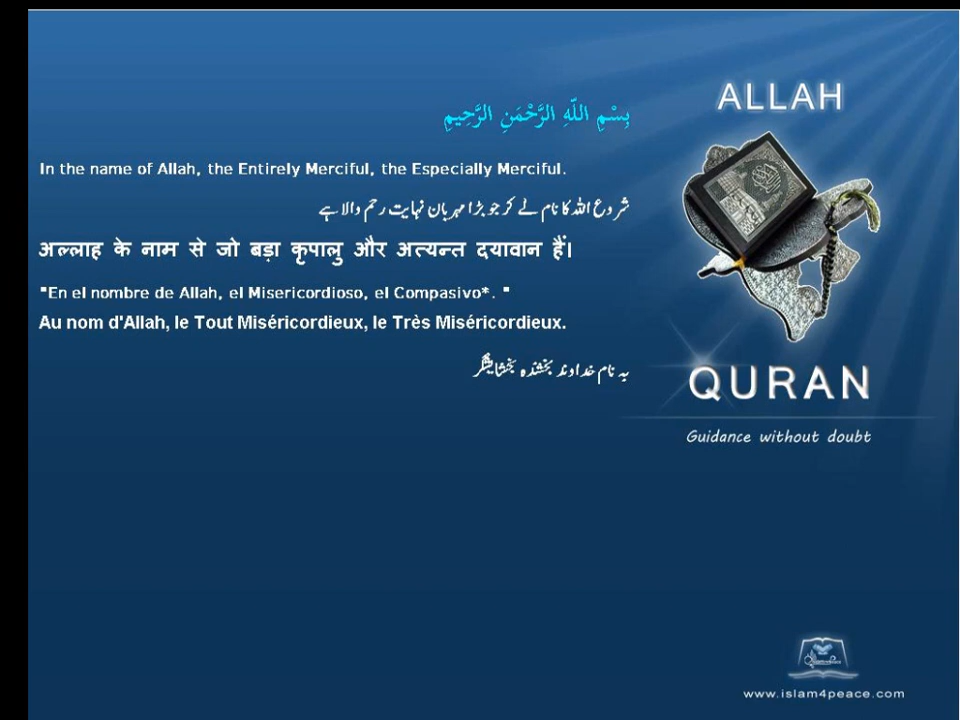 بِسْمِ اللّهِ الرَّحْمَنِ الرَّحِيمِ
In the name of Allah, the Entirely Merciful, the Especially Merciful.
شروع اللہ کا نام لے کر جو بڑا مہربان نہایت رحم والا ہے
अल्लाह के नाम से जो बड़ा कृपालु और अत्यन्त दयावान हैं।
"En el nombre de Allah, el Misericordioso, el Compasivo*. "
Au nom d'Allah, le Tout Miséricordieux, le Très Miséricordieux.
به نام خداوند بخشنده بخشایشگر
ALLAH
QURAN
Guidance without doubt
www.islam4peace.com